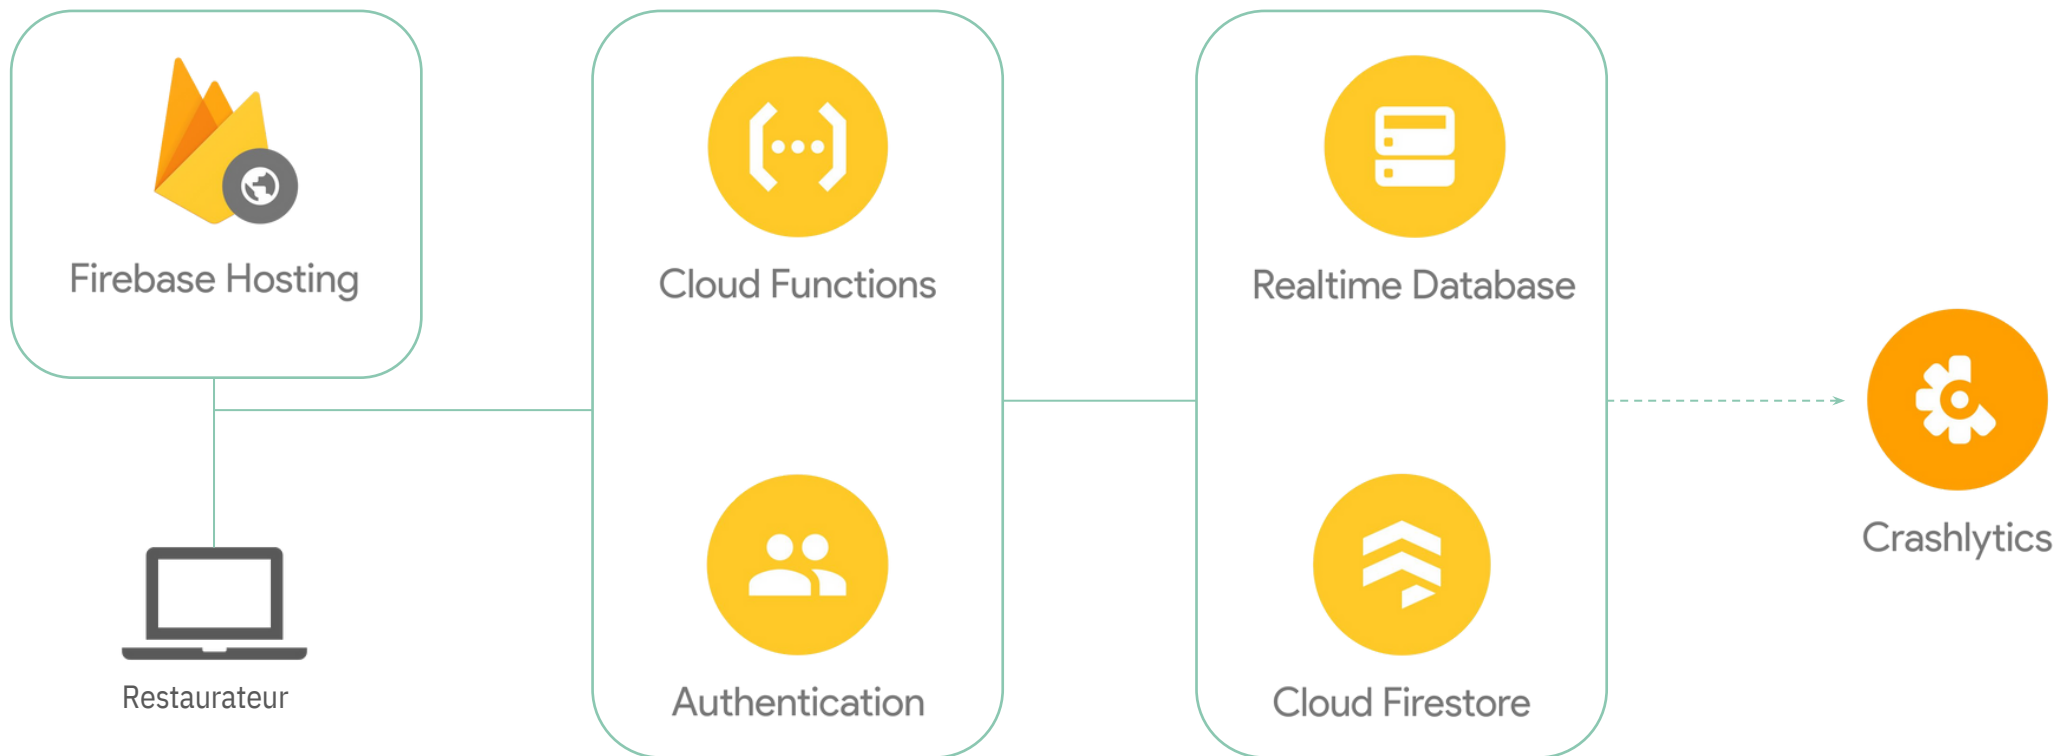 Firebase Hosting
Restaurateur
Cloud Functions
Authentication
Realtime Database
Cloud Firestore
Crashlytics